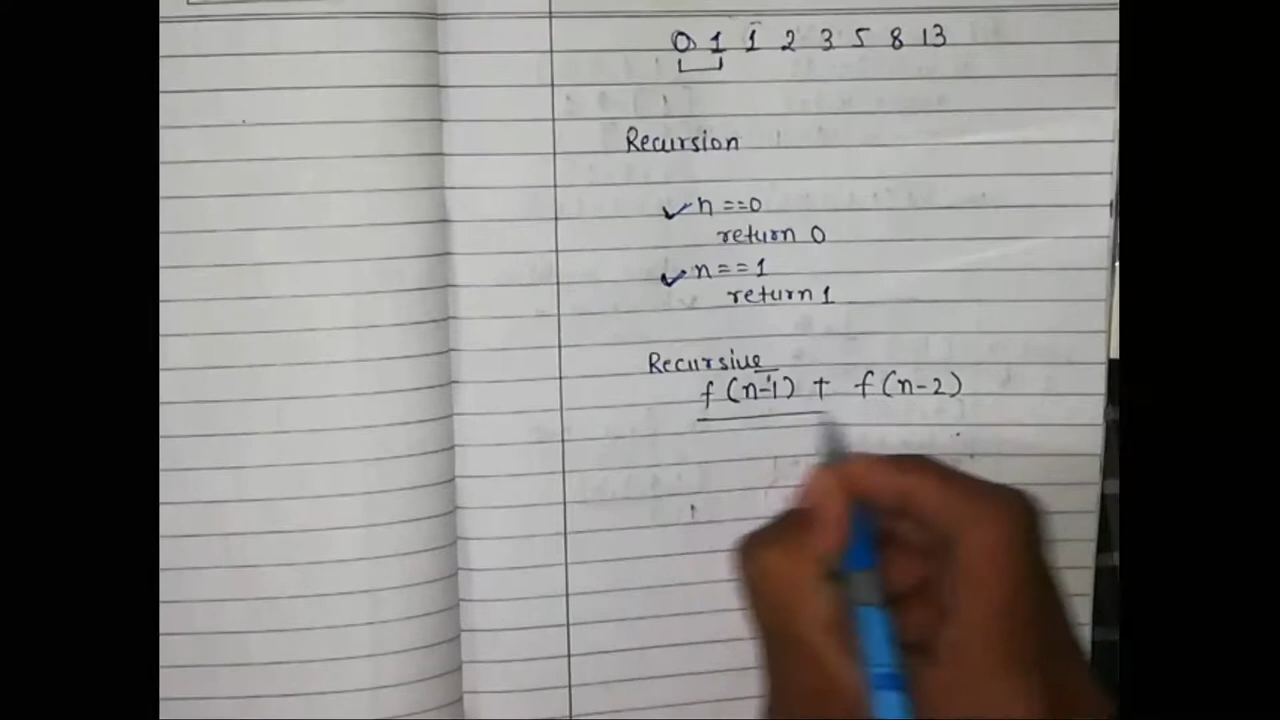 0 1 1 2 3 5 8 13
Recursion
✓ n ==0
return 0
✓ n == 1
return 1
Recursive
f(n-1) + f(n-2)